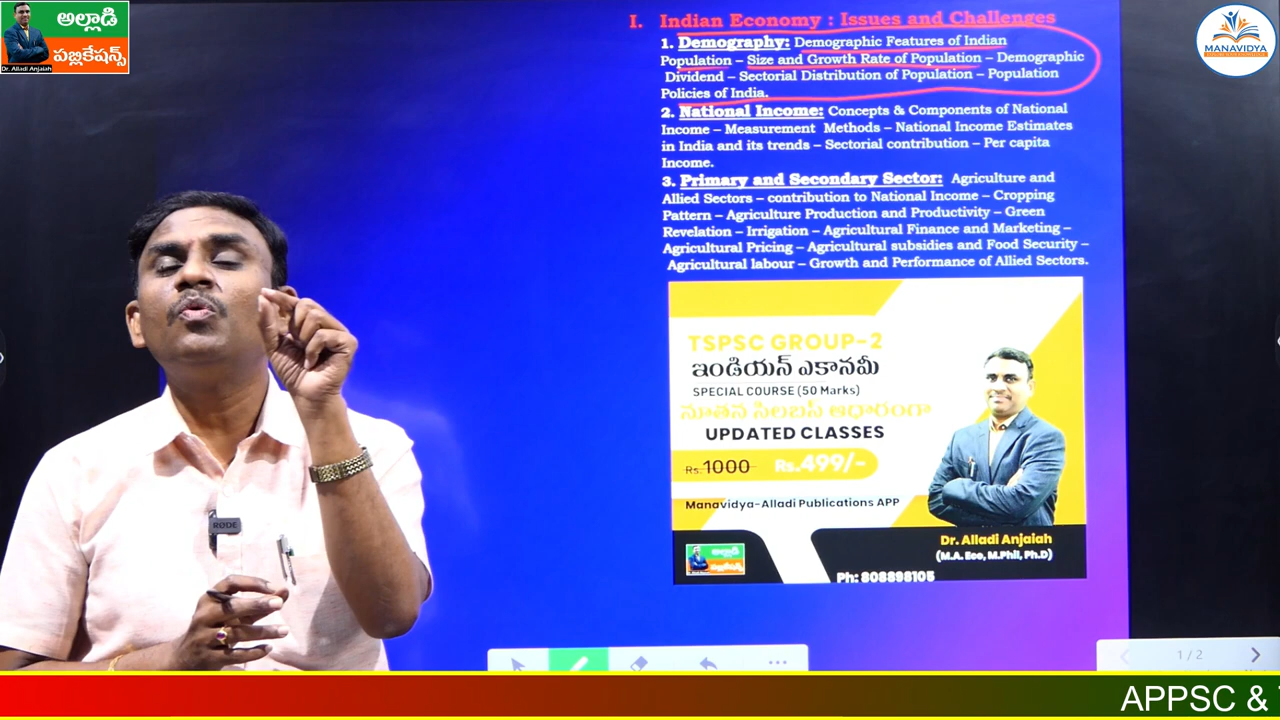 అల్లాడి
పబ్లికేషన్స్
Dr. Alladi Anjaiah
MANAVIDYA
I. Indian Economy : Issues and Challenges
1. Demography: Demographic Features of Indian
Population – Size and Growth Rate of Population – Demographic
Dividend – Sectorial Distribution of Population – Population
Policies of India.
2. National Income: Concepts & Components of National
Income – Measurement Methods – National Income Estimates
in India and its trends – Sectorial contribution – Per capita
Income.
3. Primary and Secondary Sector: Agriculture and
Allied Sectors – contribution to National Income – Cropping
Pattern – Agriculture Production and Productivity – Green
Revelation – Irrigation – Agricultural Finance and Marketing –
Agricultural Pricing – Agricultural subsidies and Food Security –
Agricultural labour – Growth and Performance of Allied Sectors.
TSPSC GROUP-2
ఇండియన్ ఎకానమీ
SPECIAL COURSE (50 Marks)
నూతన సిలబస్ ఆధారంగా
UPDATED CLASSES
Rs.1000 Rs.499/-
Manavidya-Alladi Publications APP
Dr. Alladi Anjaiah
(M.A. Eco, M.Phil, Ph.D)
Ph: 808898105
అల్లాడి
పబ్లికేషన్స్
RØDE
1 / 2
APPSC &